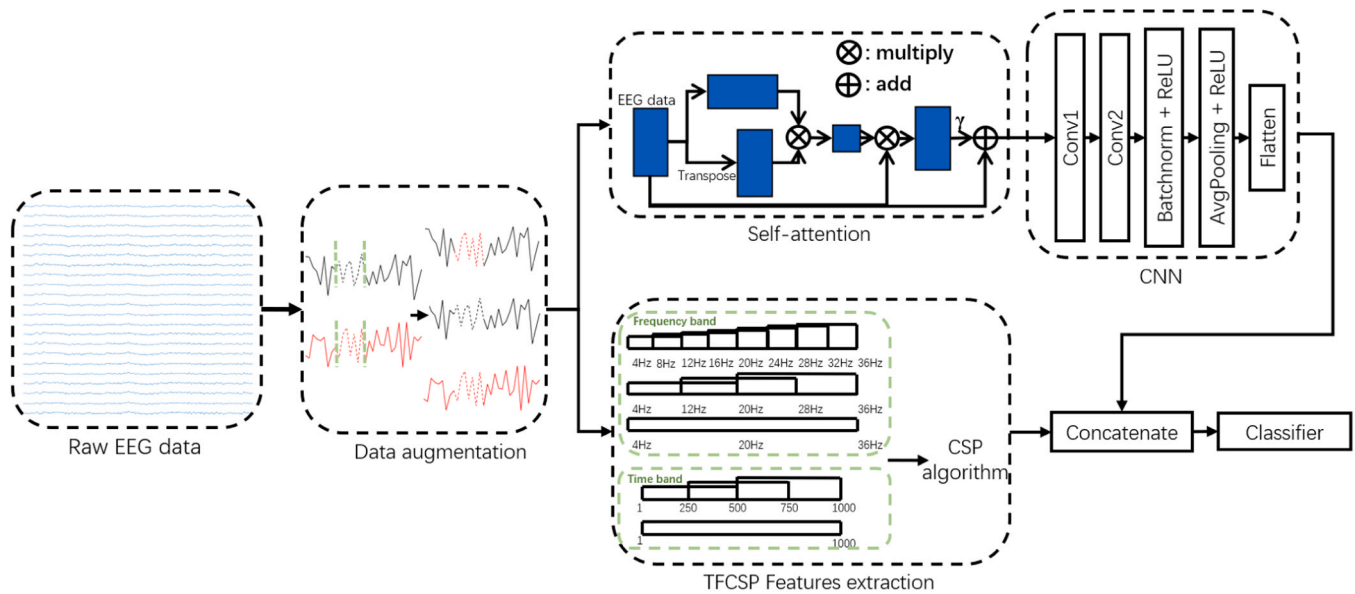 Raw EEG data
Data augmentation
⊗: multiply
⊕: add
EEG data
Transpose
γ
Self-attention
Conv1
Conv2
Batchnorm + ReLU
AvgPooling + ReLU
Flatten
CNN
Frequency band
4Hz 8Hz 12Hz 16Hz 20Hz 24Hz 28Hz 32Hz 36Hz
4Hz 12Hz 20Hz 28Hz 36Hz
4Hz 20Hz 36Hz
Time band
1 250 500 750 1000
1 1000
CSP
algorithm
TFCSP Features extraction
Concatenate
Classifier